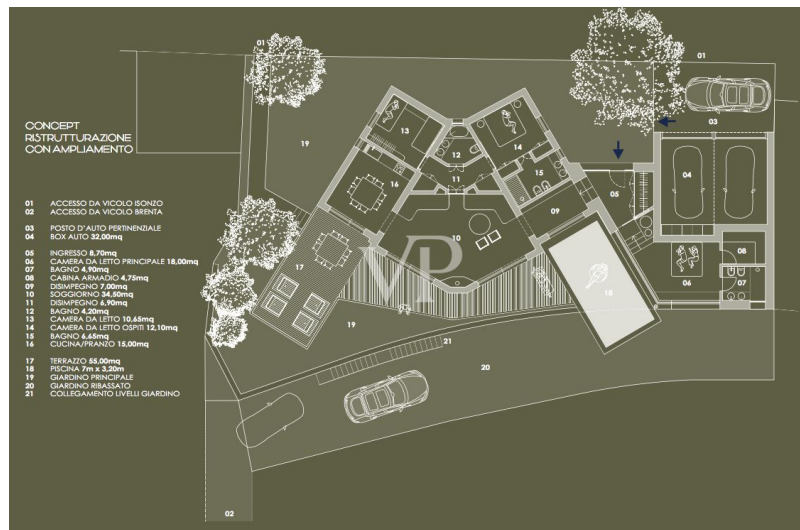 CONCEPT
RISTRUTTURAZIONE
CON AMPLIAMENTO
01 ACCESSO DA VICOLO ISONZO
02 ACCESSO DA VICOLO BRENTA
03 POSTO D'AUTO PERTINENZIALE
04 BOX AUTO 32,00mq
05 INGRESSO 8,70mq
06 CAMERA DA LETTO PRINCIPALE 18,00mq
07 BAGNO 4,90mq
08 CABINA ARMADIO 4,75mq
09 DISIMPEGNO 7,00mq
10 SOGGIORNO 34,50mq
11 DISIMPEGNO 6,90mq
12 BAGNO 4,20mq
13 CAMERA DA LETTO 10,65mq
14 CAMERA DA LETTO OSPITI 12,10mq
15 BAGNO 6,65mq
16 CUCINA/PRANZO 15,00mq
17 TERRAZZO 55,00mq
18 PISCINA 7m x 3,20m
19 GIARDINO PRINCIPALE
20 GIARDINO RIBASSATO
21 COLLEGAMENTO LIVELLI GIARDINO
01
01
03
13
12
14
19
04
15
16
11
05
09
10
17
VP
08
06
07
18
19
21
20
02